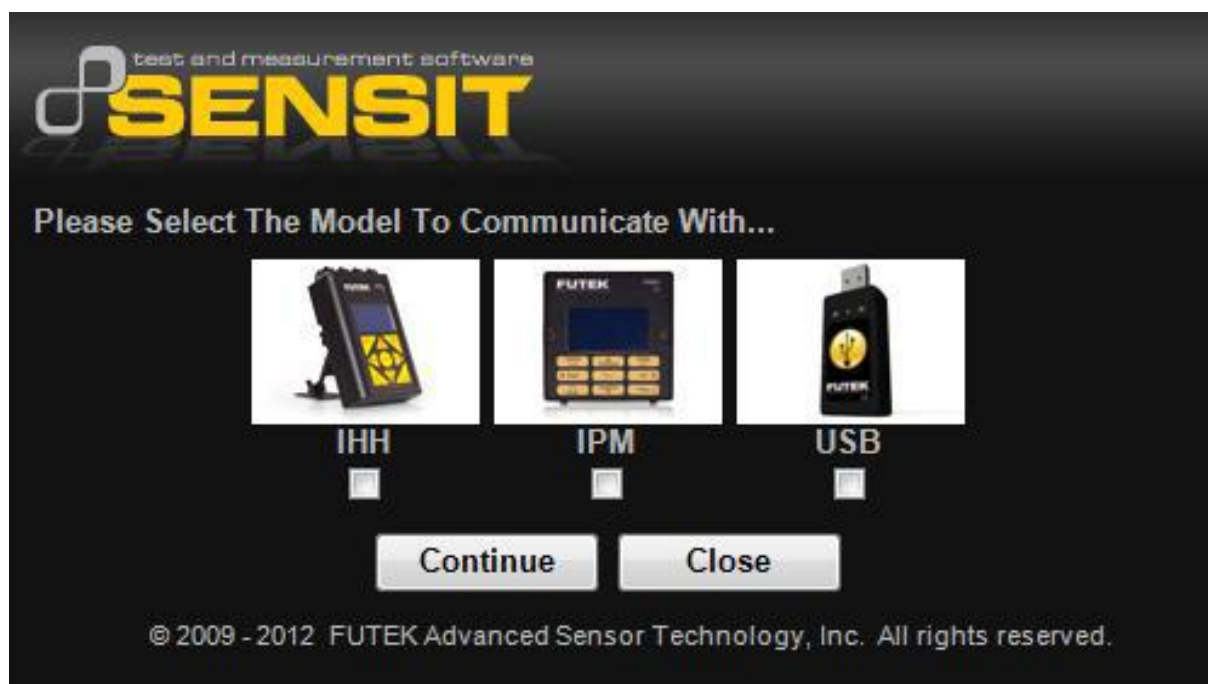 test and measurement software
SENSIT
Please Select The Model To Communicate With...
FUTEK
FUTEK
FUTEK
IHH
IPM
USB
Continue
Close
© 2009 - 2012 FUTEK Advanced Sensor Technology, Inc. All rights reserved.